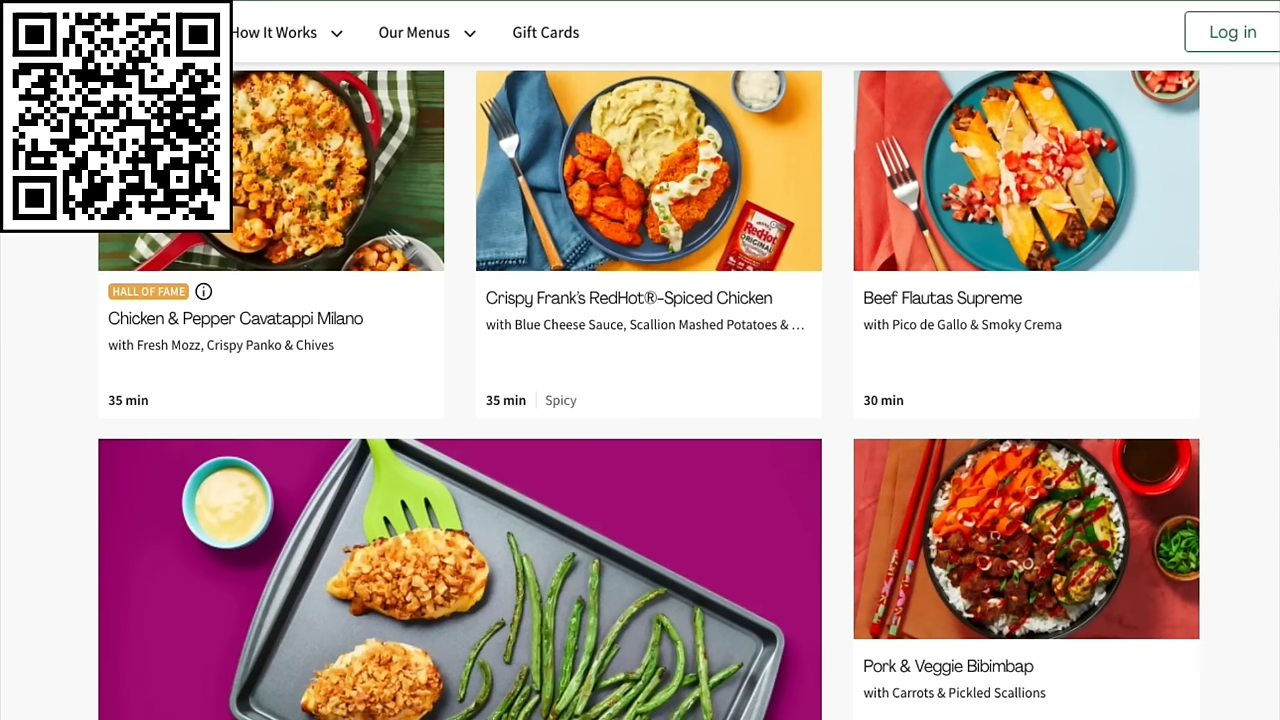 How It Works
Our Menus
Gift Cards
Log in
RedHot
ORIGINAL
HALL OF FAME
Chicken & Pepper Cavatappi Milano
with Fresh Mozz, Crispy Panko & Chives
35 min
Crispy Frank's RedHot®-Spiced Chicken
with Blue Cheese Sauce, Scallion Mashed Potatoes & …
35 min
Spicy
Beef Flautas Supreme
with Pico de Gallo & Smoky Crema
30 min
Pork & Veggie Bibimbap
with Carrots & Pickled Scallions